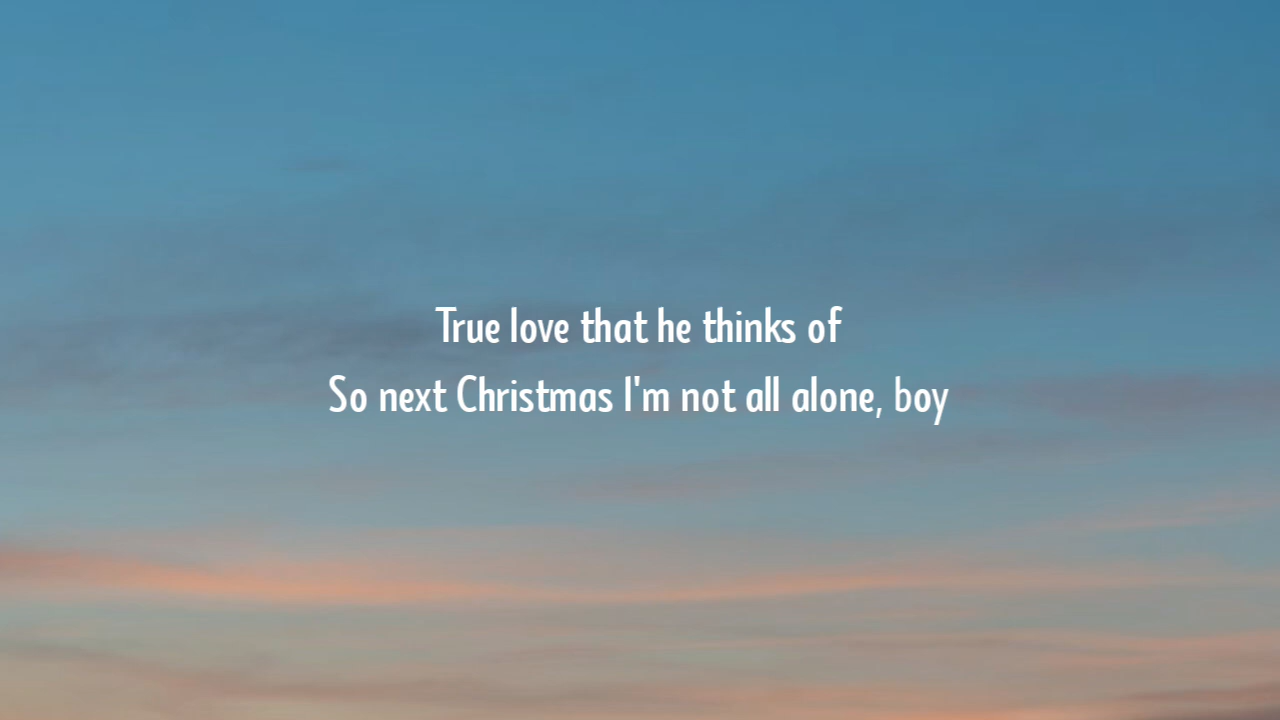 True love that he thinks of
So next Christmas I'm not all alone, boy